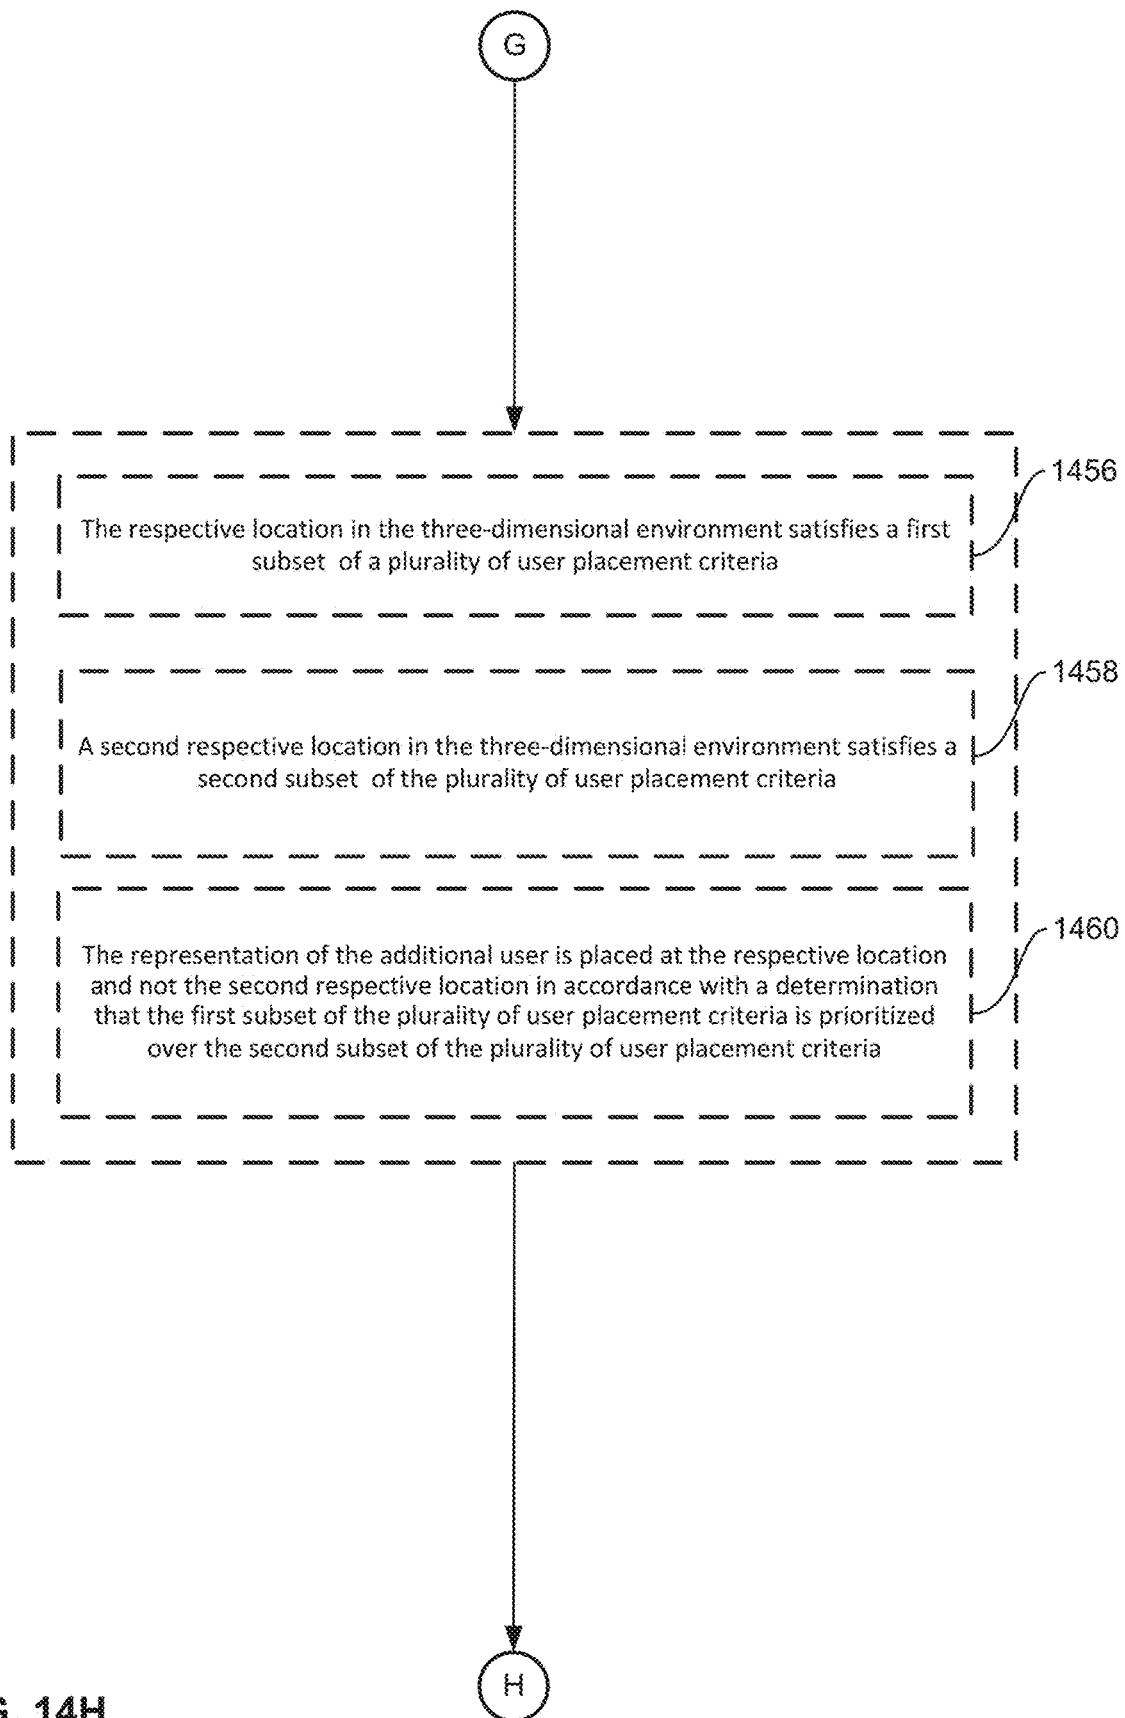 G
1456
The respective location in the three-dimensional environment satisfies a first
subset of a plurality of user placement criteria
1458
A second respective location in the three-dimensional environment satisfies a
second subset of the plurality of user placement criteria
1460
The representation of the additional user is placed at the respective location
and not the second respective location in accordance with a determination
that the first subset of the plurality of user placement criteria is prioritized
over the second subset of the plurality of user placement criteria
H
14H